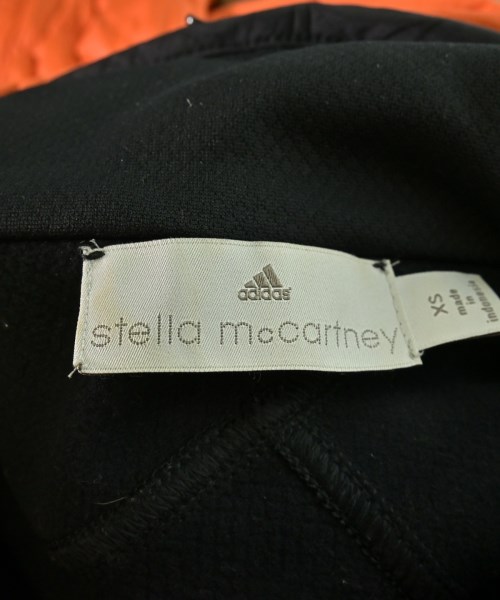 adidas
stella mccartney
XS
made
in
indonesia